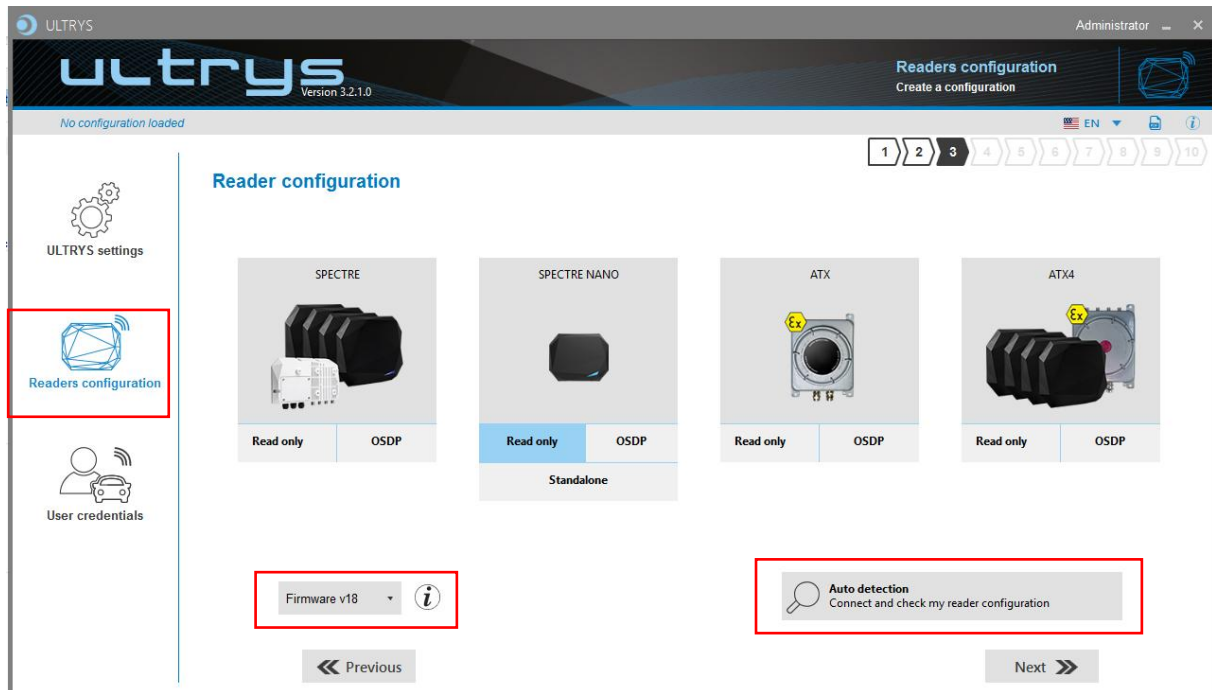 ULTRYS
Administrator
ultrys
Version 3.2.1.0
Readers configuration
Create a configuration
No configuration loaded
EN
1 2 3 4 5 6 7 8 9 10
Reader configuration
ULTRYS settings
Readers configuration
User credentials
SPECTRE
Read only OSDP
SPECTRE NANO
Read only OSDP
Standalone
ATX
Ex
Read only OSDP
ATX4
Ex
Read only OSDP
Firmware v18
i
Auto detection
Connect and check my reader configuration
Previous
Next